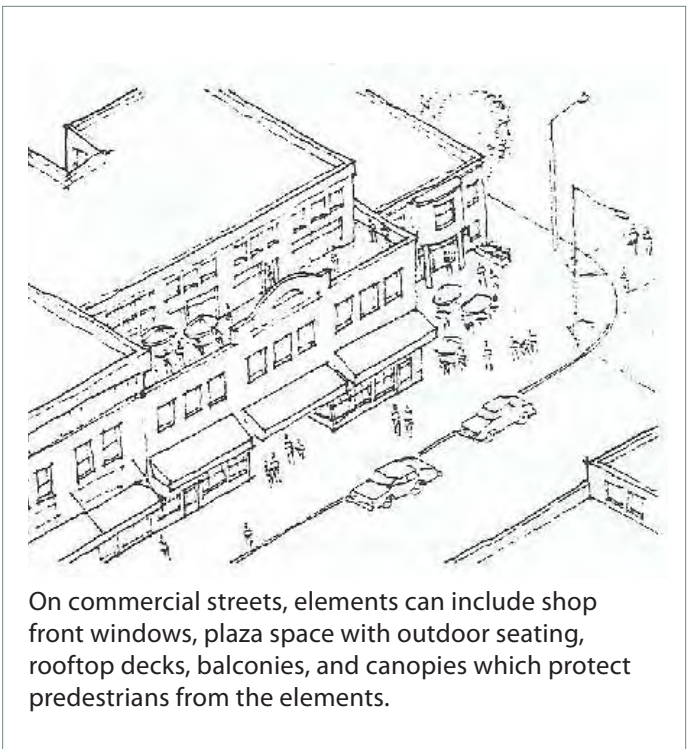 On commercial streets, elements can include shop
front windows, plaza space with outdoor seating,
rooftop decks, balconies, and canopies which protect
predestrians from the elements.